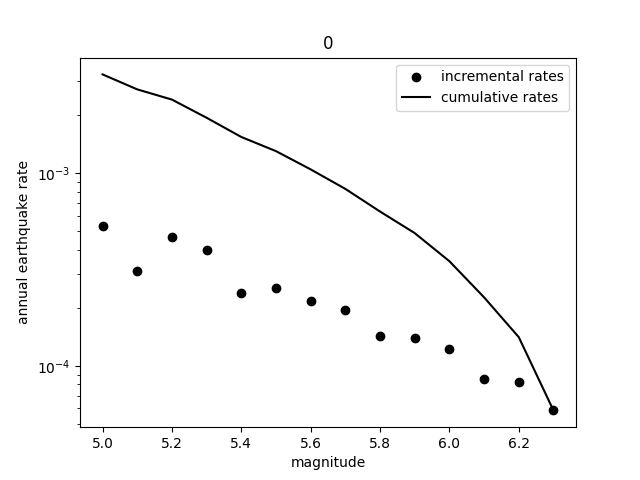 0
incremental rates
cumulative rates
annual earthquake rate
10⁻³
10⁻⁴
5.0 5.2 5.4 5.6 5.8 6.0 6.2
magnitude